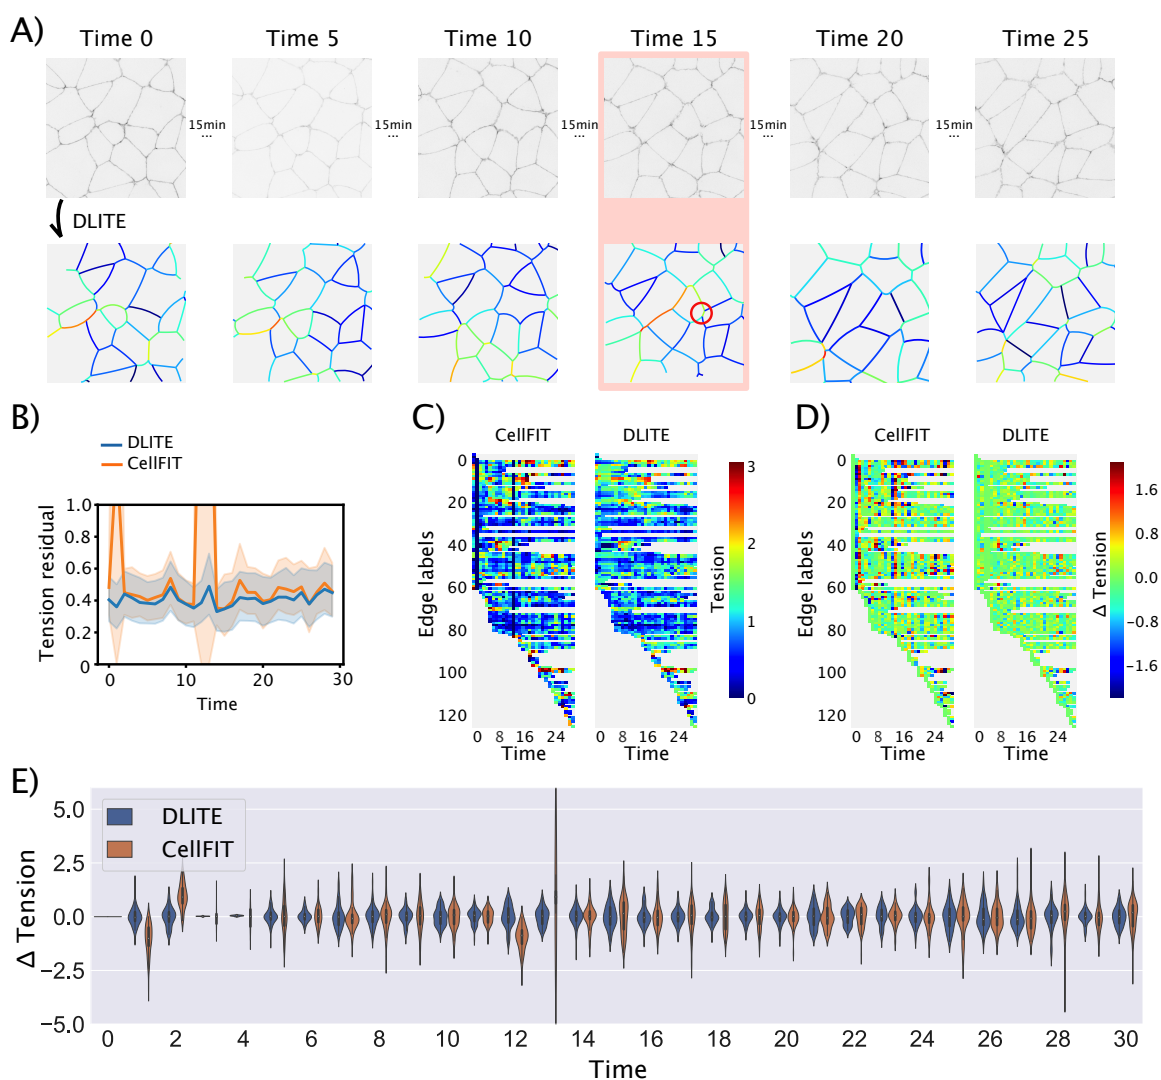 A)
Time 0 Time 5 Time 10 Time 15 Time 20 Time 25
15min ... 15min ... 15min ... 15min ... 15min ...
DLITE
B)
DLITE
CellFIT
Tension residual
1.0
0.8
0.6
0.4
0.2
0
0 10 20 30
Time
C)
CellFIT DLITE
Edge labels
0
20
40
60
80
100
120
0 8 16 24 0 8 16 24
Time Time
3
2
1
0
Tension
D)
CellFIT DLITE
Edge labels
0
20
40
60
80
100
120
0 8 16 24 0 8 16 24
Time Time
1.6
0.8
0.0
−0.8
−1.6
Δ Tension
E)
DLITE
CellFIT
Δ Tension
5.0
2.5
0.0
−2.5
−5.0
0 2 4 6 8 10 12 14 16 18 20 22 24 26 28 30
Time